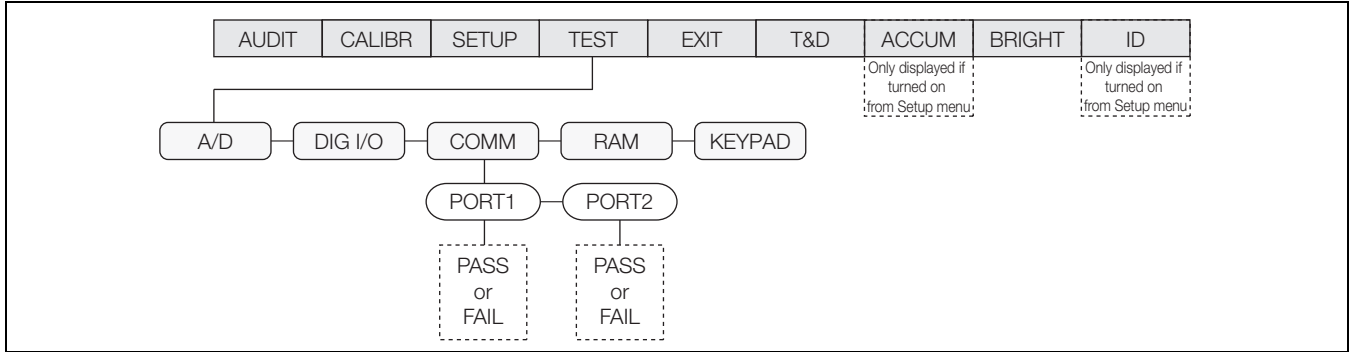 AUDIT CALIBR SETUP TEST EXIT T&D ACCUM BRIGHT ID
Only displayed if
turned on
from Setup menu
Only displayed if
turned on
from Setup menu
A/D DIG I/O COMM RAM KEYPAD
PORT1 PORT2
PASS
or
FAIL
PASS
or
FAIL